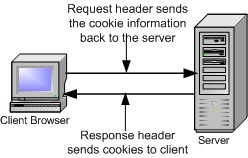 Request header sends
the cookie information
back to the server
Client Browser
Server
Response header
sends cookies to client